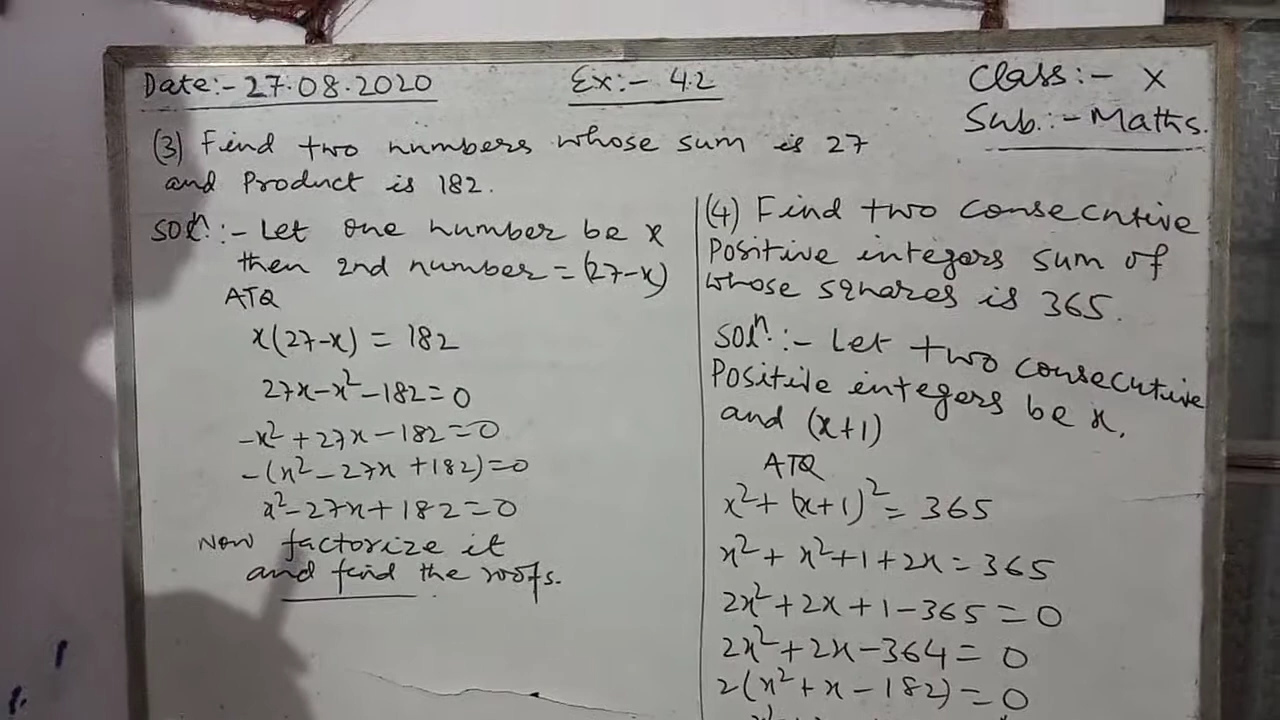 Date:- 27.08.2020
Ex:- 4.2
Class:- X
Sub.:- Maths.
(3) Find two numbers whose sum is 27
and Product is 182.
Solⁿ:- Let one number be x
then 2nd number = (27-x)
ATQ
x(27-x) = 182
27x-x²-182=0
-x²+27x-182=0
-(x²-27x+182)=0
x²-27x+182=0
Now factorize it
and find the roots.
(4) Find two consecutive
Positive integers sum of
whose squares is 365.
Solⁿ:- Let two consecutive
Positive integers be x,
and (x+1)
ATQ
x²+(x+1)²= 365
x²+x²+1+2x=365
2x²+2x+1-365=0
2x²+2x-364=0
2(x²+x-182)=0